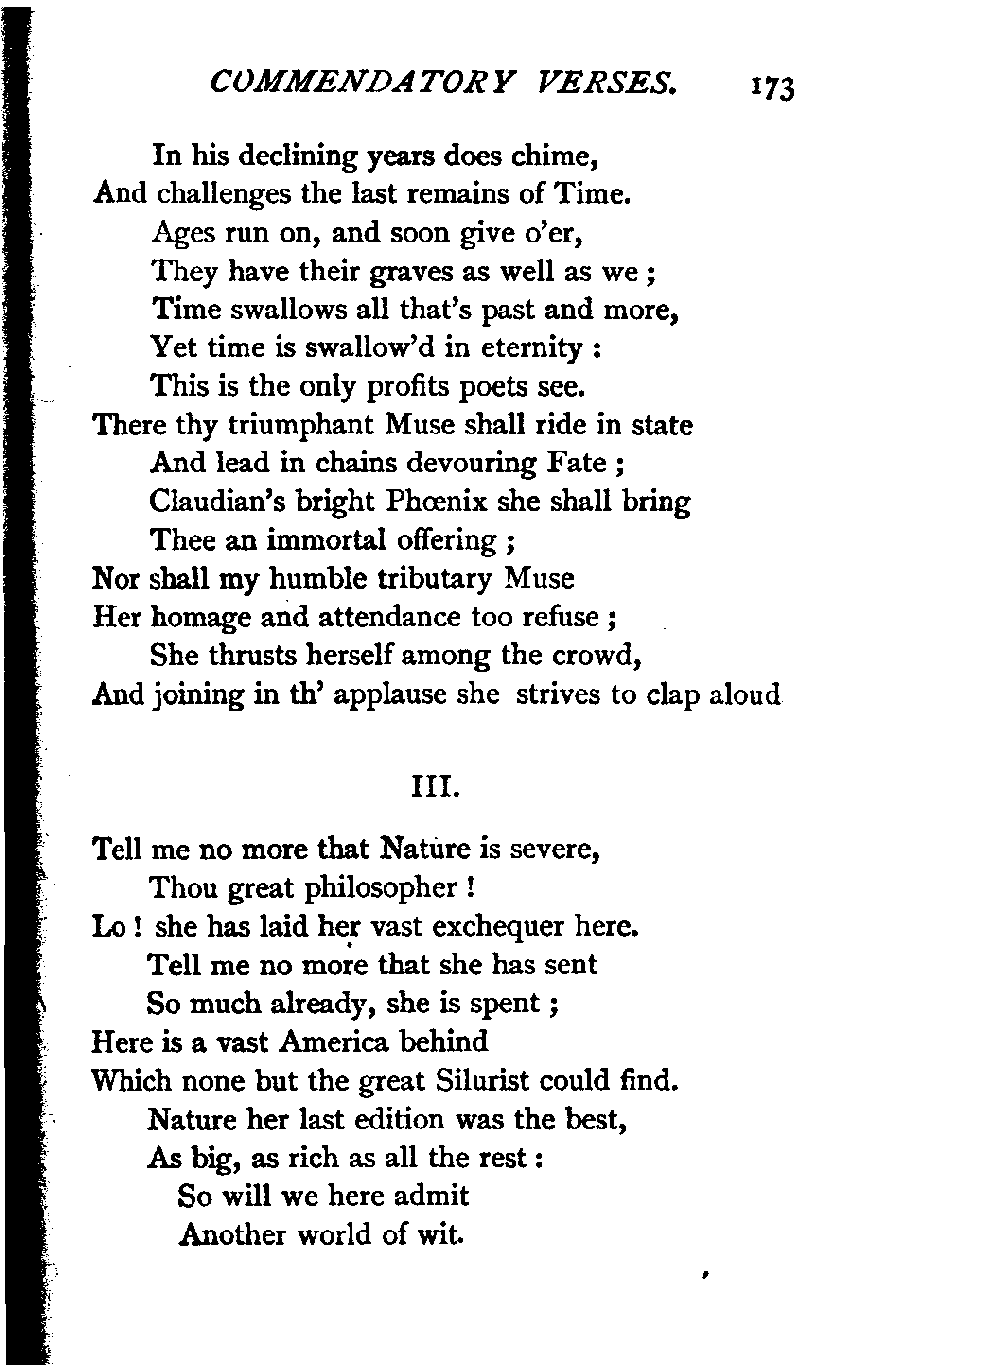 COMMENDATORY VERSES. 173
In his declining years does chime,
And challenges the last remains of Time.
Ages run on, and soon give o'er,
They have their graves as well as we ;
Time swallows all that's past and more,
Yet time is swallow'd in eternity :
This is the only profits poets see.
There thy triumphant Muse shall ride in state
And lead in chains devouring Fate ;
Claudian's bright Phœnix she shall bring
Thee an immortal offering ;
Nor shall my humble tributary Muse
Her homage and attendance too refuse ;
She thrusts herself among the crowd,
And joining in th' applause she strives to clap aloud
III.
Tell me no more that Nature is severe,
Thou great philosopher !
Lo ! she has laid her vast exchequer here.
Tell me no more that she has sent
So much already, she is spent ;
Here is a vast America behind
Which none but the great Silurist could find.
Nature her last edition was the best,
As big, as rich as all the rest :
So will we here admit
Another world of wit.